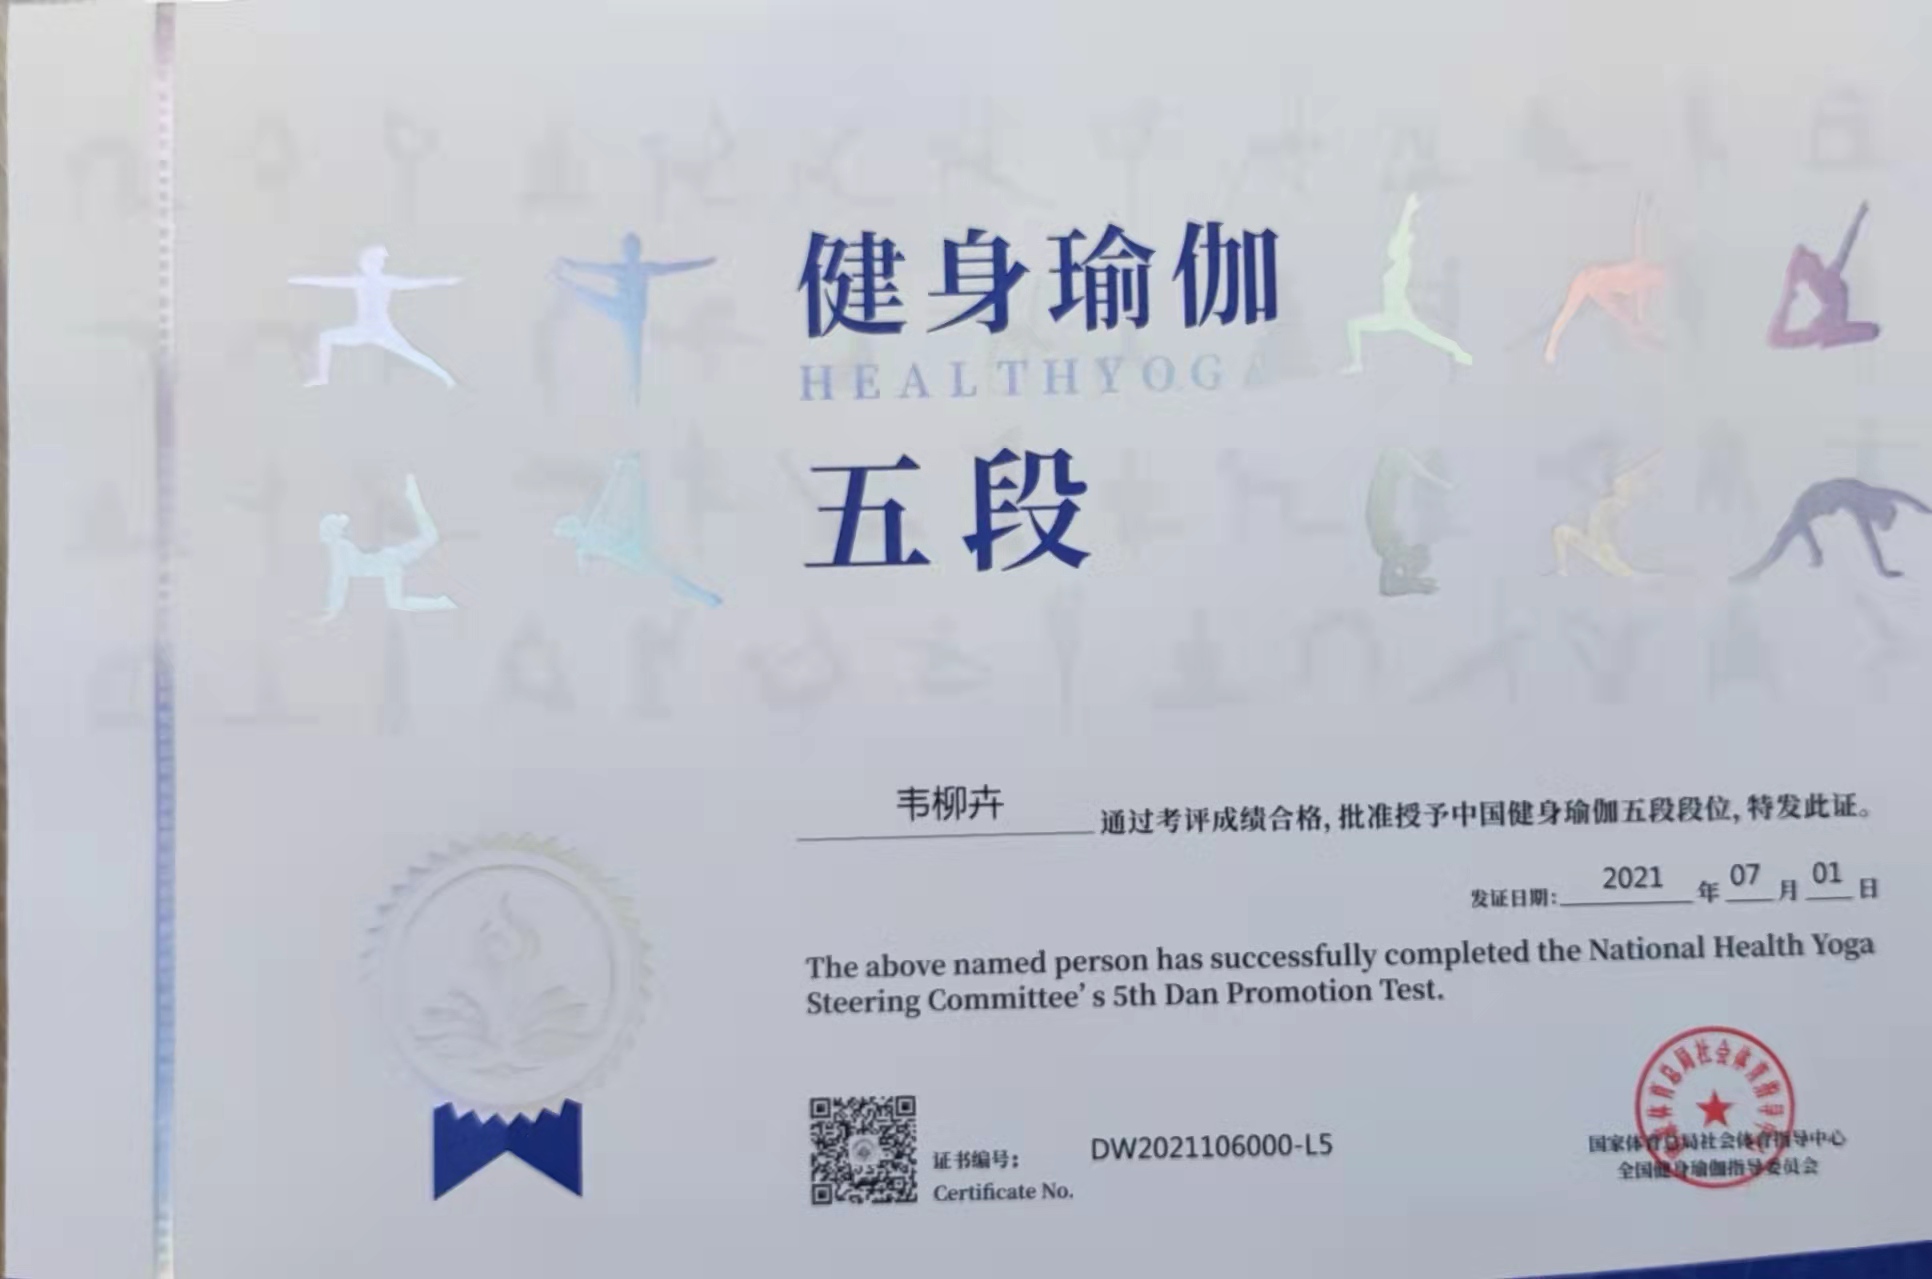 健身瑜伽
HEALTHYOGA
五段
韦柳卉 通过考评成绩合格,批准授予中国健身瑜伽五段段位,特发此证。
发证日期: 2021 年 07 月 01 日
The above named person has successfully completed the National Health Yoga
Steering Committee's 5th Dan Promotion Test.
证书编号: DW2021106000-L5
Certificate No.
国家体育总局社会体育指导中心
全国健身瑜伽指导委员会